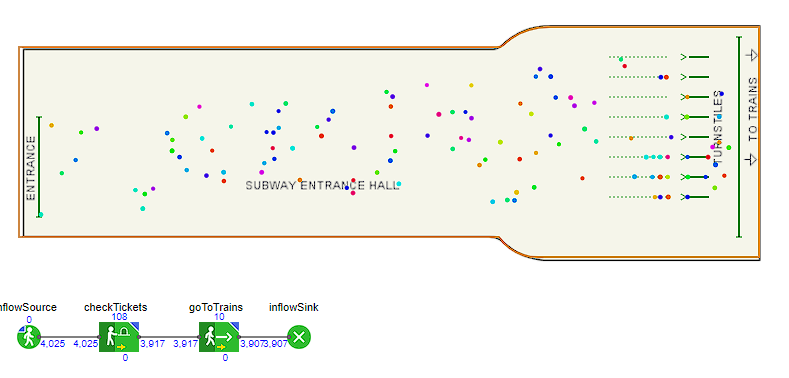 ENTRANCE
SUBWAY ENTRANCE HALL
TURNSTILES
TO TRAINS
nflowSource
checkTickets
goToTrains
inflowSink
0
108
10
4,025
4,025
3,917
3,917
3,907
3,907
0
0